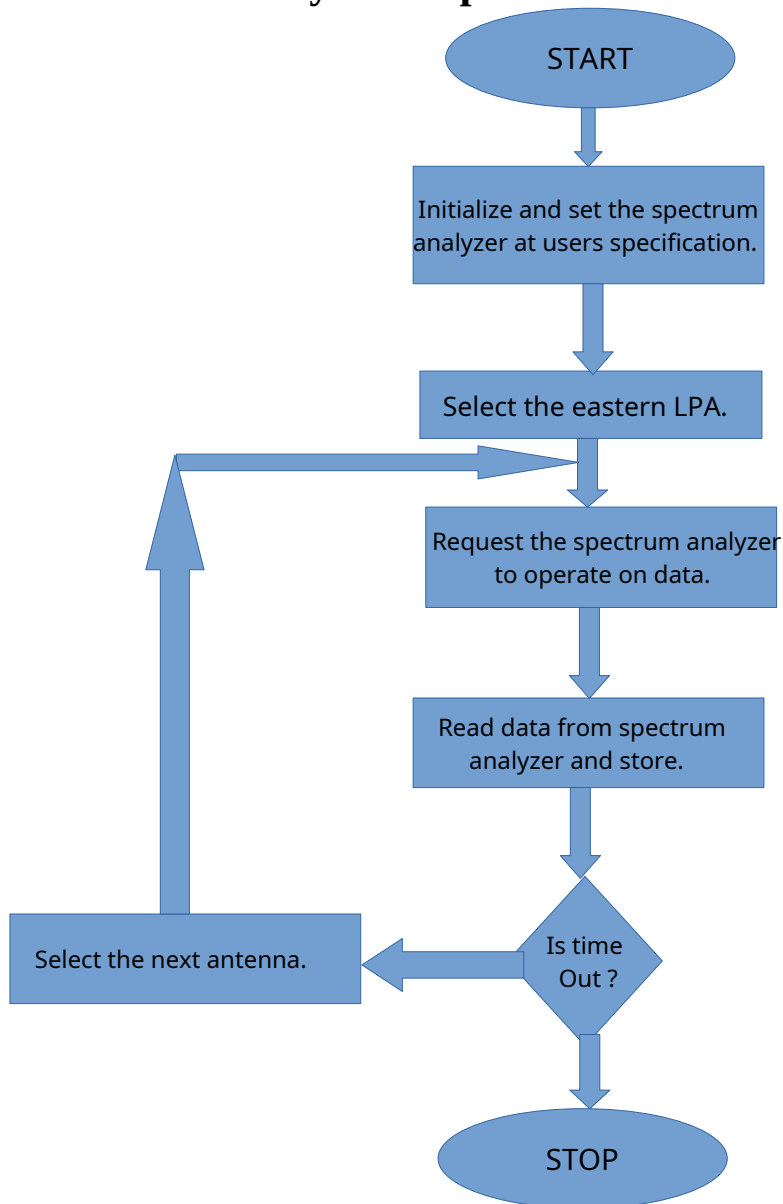 START
Initialize and set the spectrum
analyzer at users specification.
Select the eastern LPA.
Request the spectrum analyzer
to operate on data.
Read data from spectrum
analyzer and store.
Is time
Out ?
Select the next antenna.
STOP